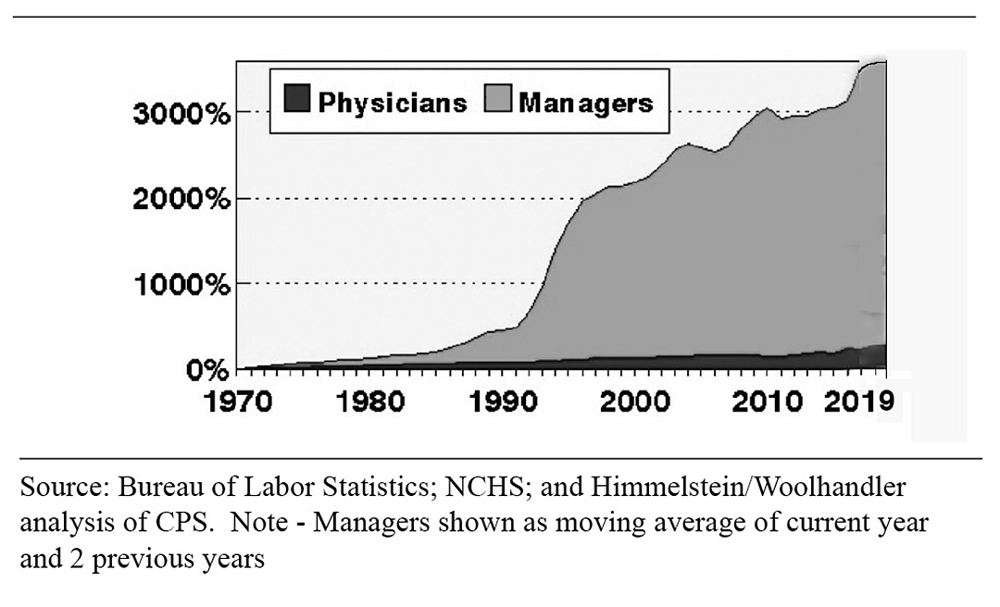 Physicians Managers
3000%
2000%
1000%
0%
1970 1980 1990 2000 2010 2019
Source: Bureau of Labor Statistics; NCHS; and Himmelstein/Woolhandler
analysis of CPS.  Note - Managers shown as moving average of current year
and 2 previous years